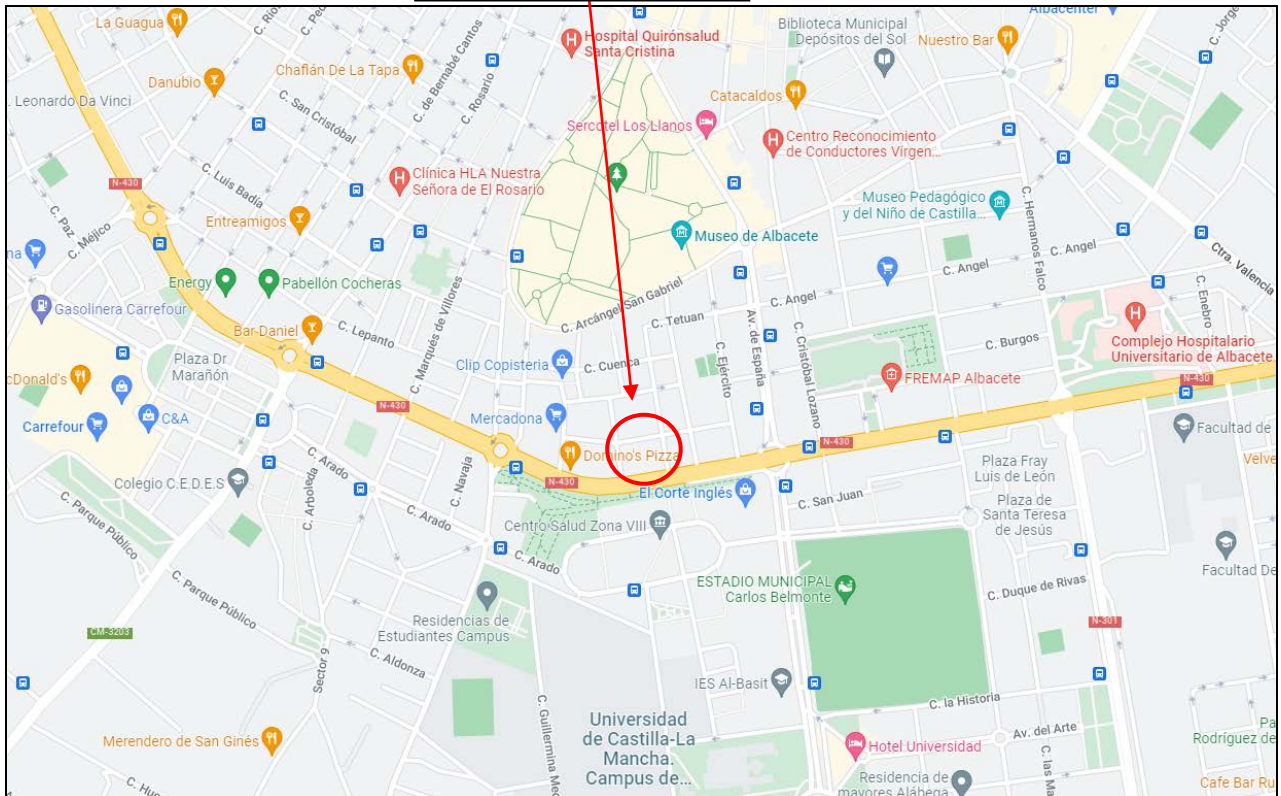 La Guagua
Albacenter
Biblioteca Municipal
Depósitos del Sol
Nuestro Bar
Hospital Quirónsalud
Santa Cristina
Chaflán De La Tapa
C. de Bernabé Cantos
C. Rosario
Danubio
Leonardo Da Vinci
C. San Cristóbal
Catacaldos
Sercotel Los Llanos
Centro Reconocimiento
de Conductores Virgen...
Clínica HLA Nuestra
Señora de El Rosario
N-430
C. Luis Badía
Museo Pedagógico
y del Niño de Castilla...
C. Hermanos Falco
C. Paz
C. Méjico
Entreamigos
Museo de Albacete
Ctra. Valencia
C. Angel
C. Angel
Energy
Pabellón Cocheras
C. Marqués de Villores
C. Arcángel San Gabriel
C. Angel
C. Enebro
Gasolinera Carrefour
C. Tetuan
Av. de España
C. Cristóbal Lozano
Bar Daniel
C. Lepanto
C. Burgos
Complejo Hospitalario
Universitario de Albacete.
Plaza Dr
Marañón
Clip Copisteria
C. Cuenca
C. Ejército
FREMAP Albacete
N-430
cDonald's
C&A
Carrefour
N-430
Mercadona
N-430
Facultad de
Domino's Pizza
Plaza Fray
Luis de León
Velve
Colegio C.E.D.E.S
C. Arado
C. Arboleda
C. Navaja
N-430
El Corte Inglés
C. San Juan
Plaza de
Santa Teresa
de Jesús
C. Parque Público
C. Arado
Centro Salud Zona VIII
C. Arado
Facultad De
C. Parque Público
ESTADIO MUNICIPAL
Carlos Belmonte
C. Duque de Rivas
Residencias de
Estudiantes Campus
CM-3203
N-301
C. Aldonza
Sector 9
IES Al-Basit
C. la Historia
Universidad
de Castilla-La
Mancha.
Campus de...
Merendero de San Ginés
Hotel Universidad
Av. del Arte
Rodríguez de
Residencia de
mayores Alábega
Cafe Bar Ru